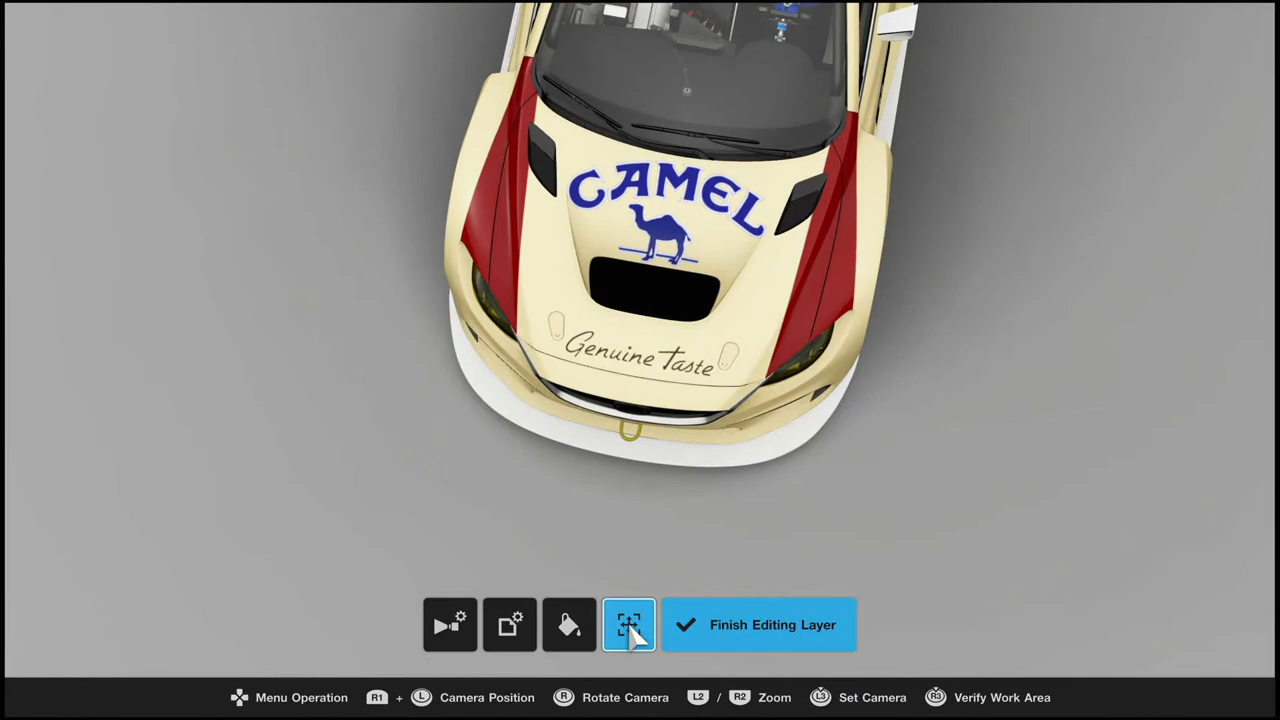 CAMEL
Genuine Taste
Finish Editing Layer
Menu Operation R1 + L Camera Position R Rotate Camera L2 / R2 Zoom L3 Set Camera R3 Verify Work Area